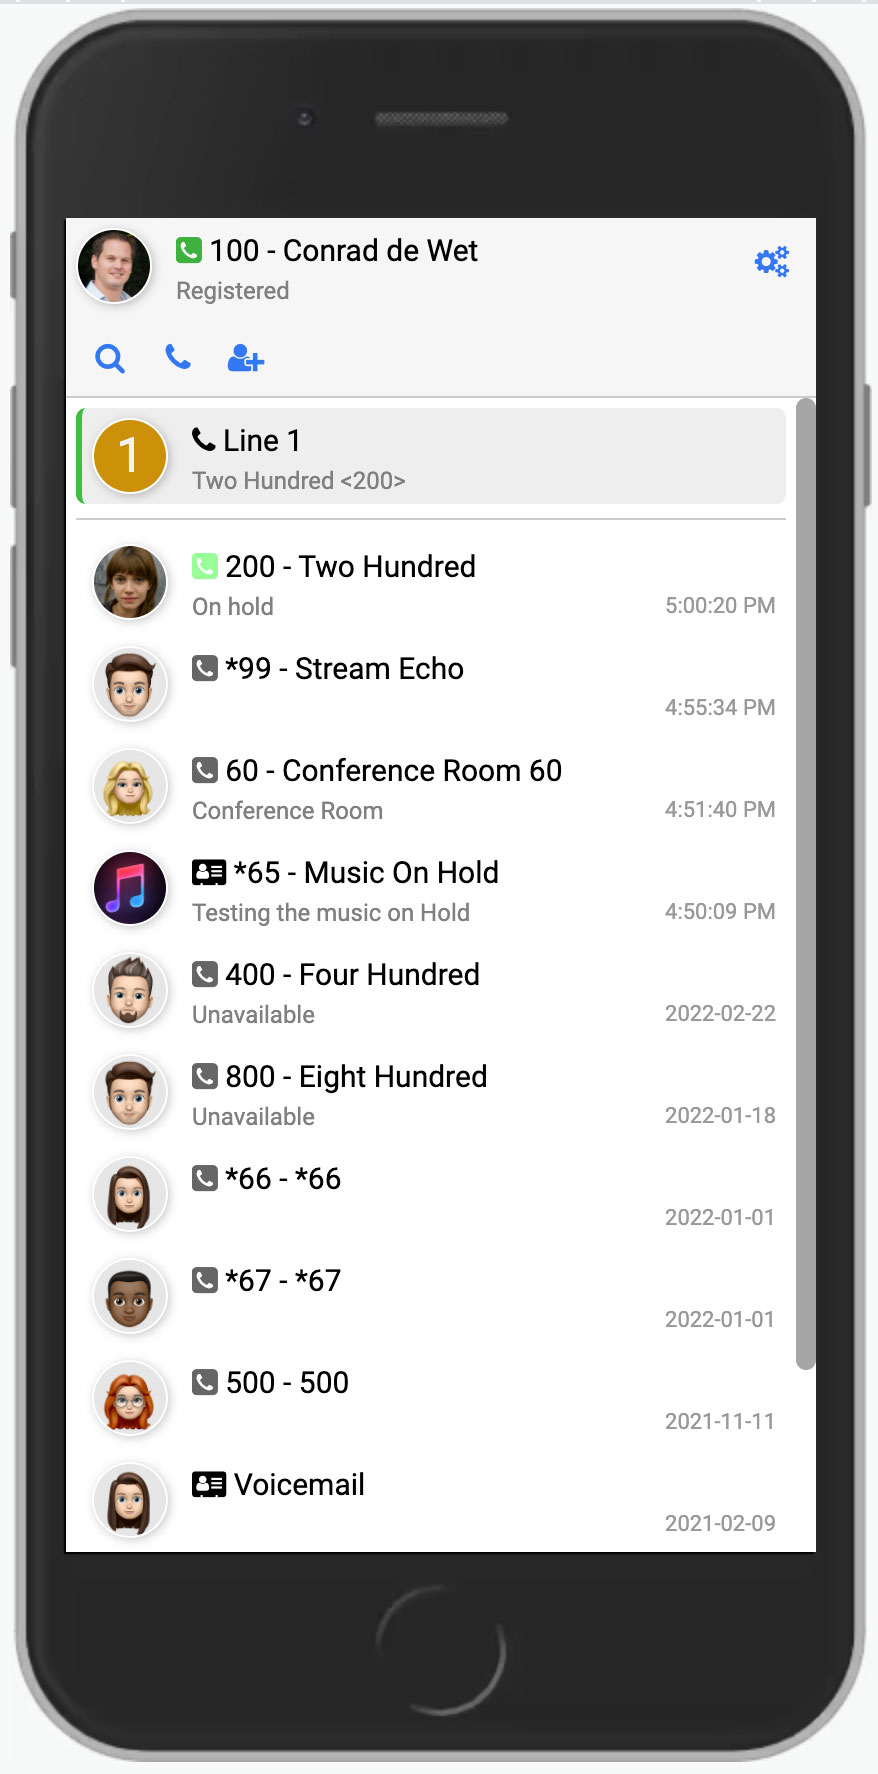 100 - Conrad de Wet
Registered
1
Line 1
Two Hundred <200>
200 - Two Hundred
On hold
5:00:20 PM
*99 - Stream Echo
4:55:34 PM
60 - Conference Room 60
Conference Room
4:51:40 PM
*65 - Music On Hold
Testing the music on Hold
4:50:09 PM
400 - Four Hundred
Unavailable
2022-02-22
800 - Eight Hundred
Unavailable
2022-01-18
*66 - *66
2022-01-01
*67 - *67
2022-01-01
500 - 500
2021-11-11
Voicemail
2021-02-09